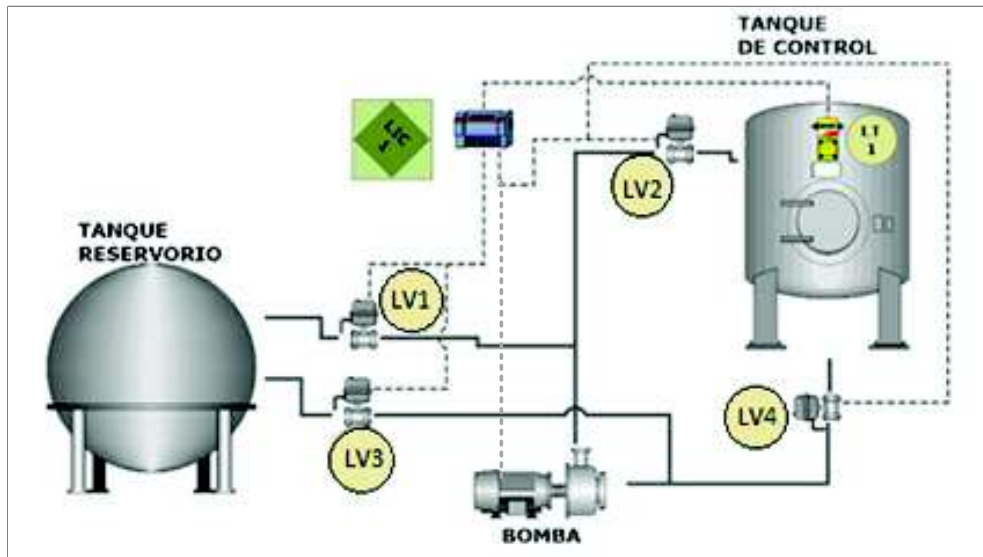 TANQUE
DE CONTROL
LIC
1
LT
1
LV2
TANQUE
RESERVORIO
LV1
LV4
LV3
BOMBA